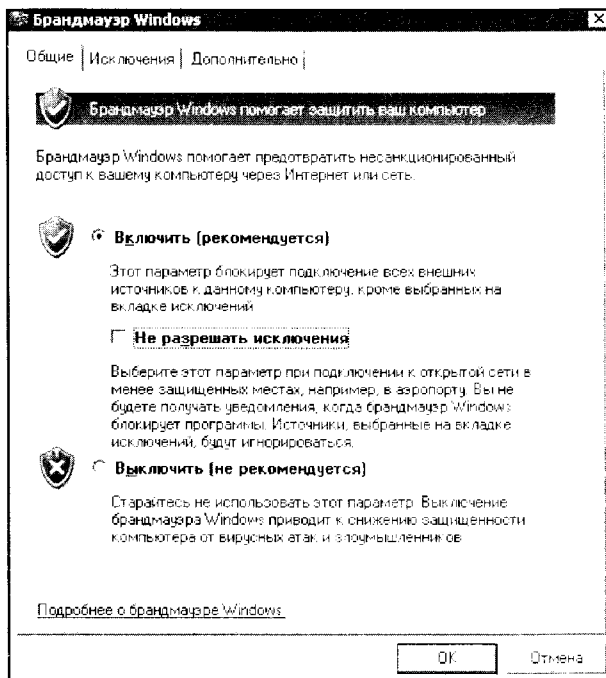 Брандмауэр Windows
Общие Исключения Дополнительно
Брандмауэр Windows помогает защитить ваш компьютер
Брандмауэр Windows помогает предотвратить несанкционированный
доступ к вашему компьютеру через Интернет или сеть.
Включить (рекомендуется)
Этот параметр блокирует подключение всех внешних
источников к данному компьютеру, кроме выбранных на
вкладке исключений
Не разрешать исключения
Выберите этот параметр при подключении к открытой сети в
менее защищенных местах, например, в аэропорту. Вы не
будете получать уведомления, когда брандмауэр Windows
блокирует программы. Источники, выбранные на вкладке
исключений, будут игнорироваться.
Выключить (не рекомендуется)
Старайтесь не использовать этот параметр. Выключение
брандмауэра Windows приводит к снижению защищенности
компьютера от вирусных атак и злоумышленников
Подробнее о брандмауэре Windows
OK Отмена